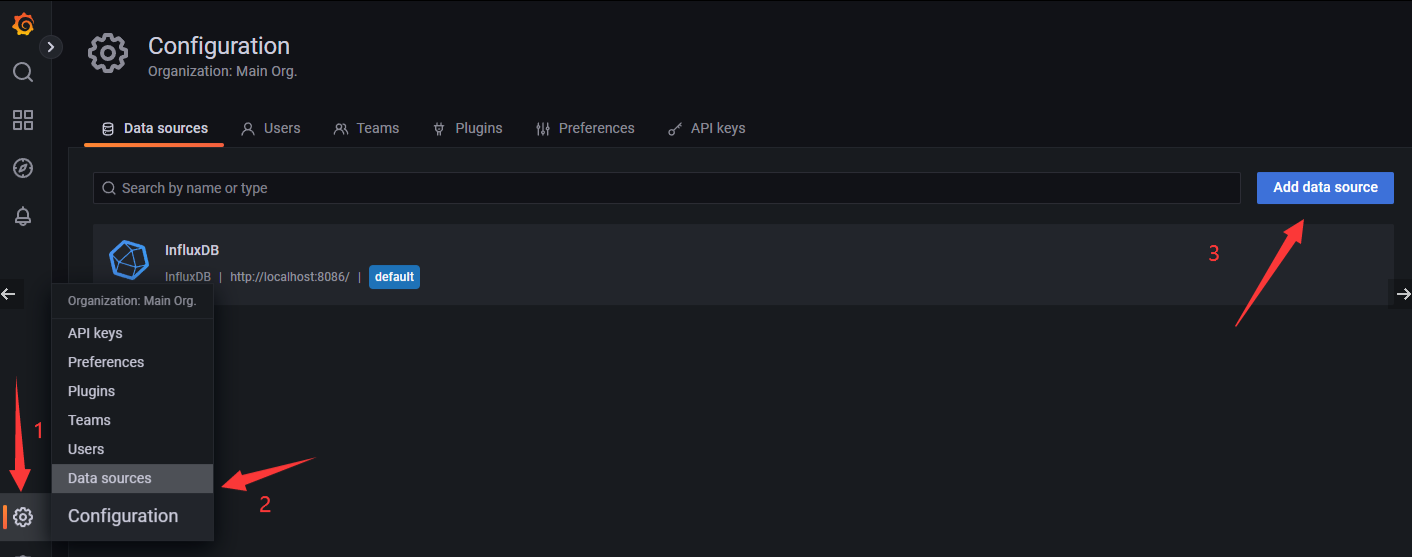 Configuration
Organization: Main Org.
Data sources Users Teams Plugins Preferences API keys
Search by name or type
Add data source
3
InfluxDB
InfluxDB | http://localhost:8086/ | default
Organization: Main Org.
API keys
Preferences
Plugins
Teams
1
Users
Data sources
2
Configuration